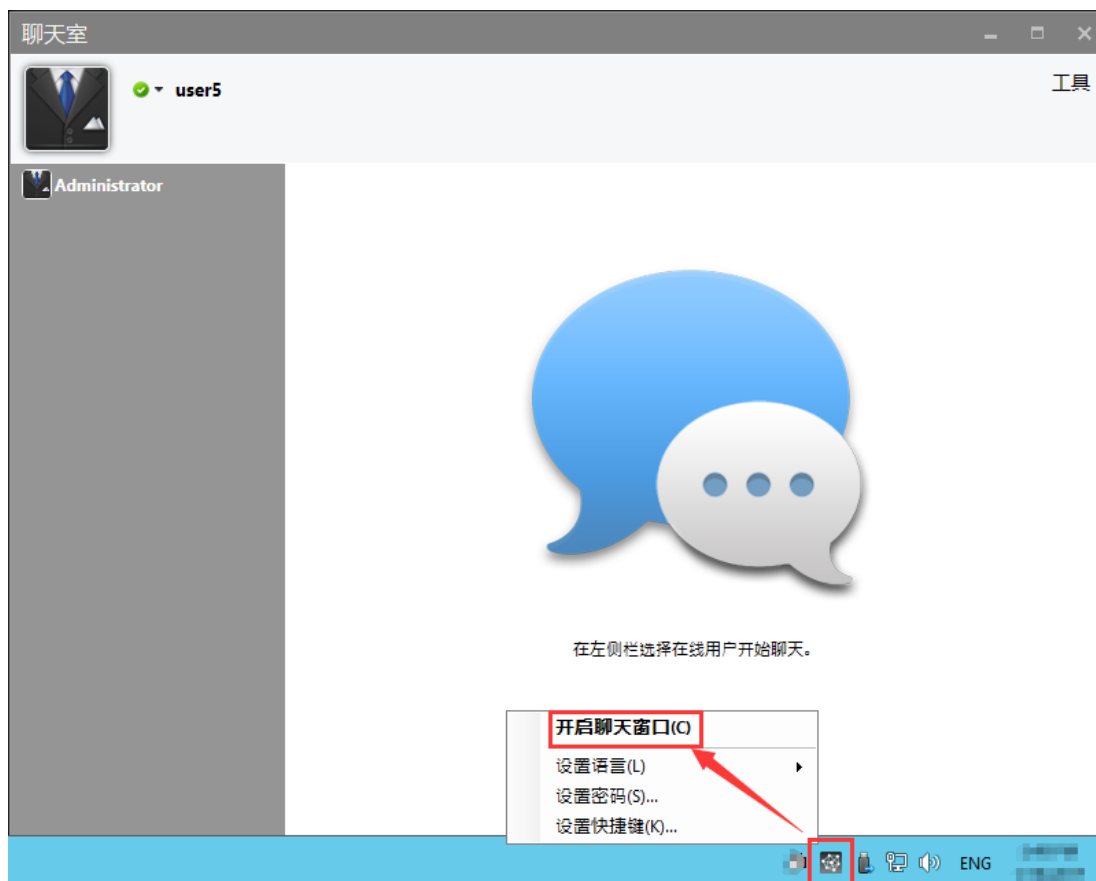 聊天室
user5
工具
Administrator
在左侧栏选择在线用户开始聊天。
开启聊天窗口(C)
设置语言(L)
设置密码(S)...
设置快捷键(K)...
ENG